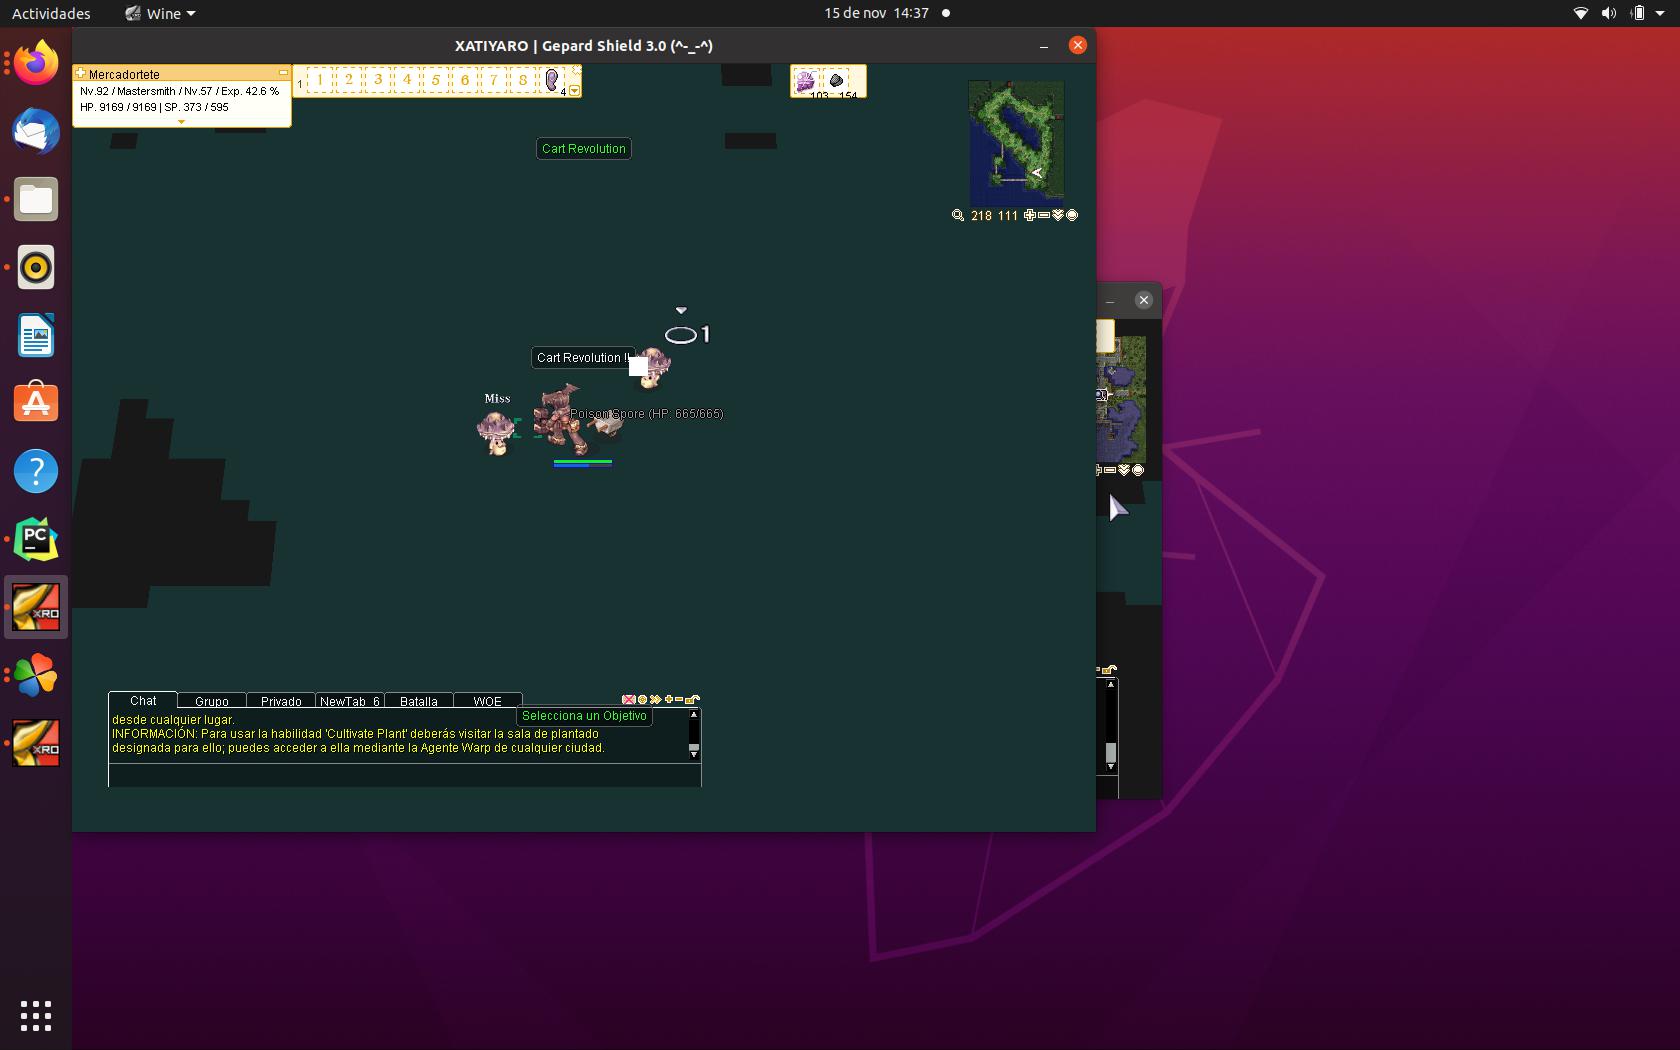 Actividades
Wine
15 de nov 14:37
XATIYARO | Gepard Shield 3.0 (^-_-^)
Mercadortete
Nv.92 / Mastersmith / Nv.57 / Exp. 42.6 %
HP. 9169 / 9169 | SP. 373 / 595
1 1 2 3 4 5 6 7 8 4
103 154
Cart Revolution
218 111
1
Cart Revolution !!
Miss
Poison Spore (HP: 665/665)
PC
XRO
XRO
Chat Grupo Privado NewTab_6 Batalla WOE
Selecciona un Objetivo
desde cualquier lugar.
INFORMACIÓN: Para usar la habilidad 'Cultivate Plant' deberás visitar la sala de plantado
designada para ello; puedes acceder a ella mediante la Agente Warp de cualquier ciudad.